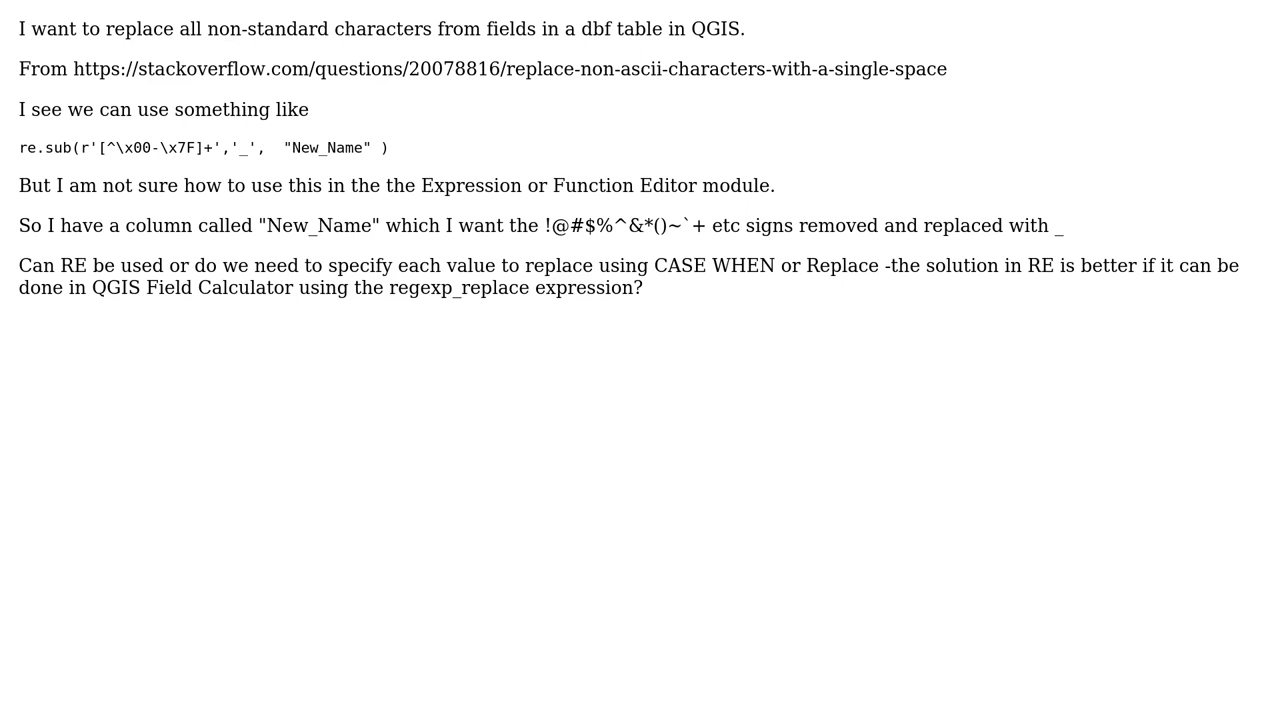 I want to replace all non-standard characters from fields in a dbf table in QGIS.
From https://stackoverflow.com/questions/20078816/replace-non-ascii-characters-with-a-single-space
I see we can use something like
re.sub(r'[^\x00-\x7F]+','_',  "New_Name" )
But I am not sure how to use this in the the Expression or Function Editor module.
So I have a column called "New_Name" which I want the !@#$%^&*()~`+ etc signs removed and replaced with _
Can RE be used or do we need to specify each value to replace using CASE WHEN or Replace -the solution in RE is better if it can be
done in QGIS Field Calculator using the regexp_replace expression?